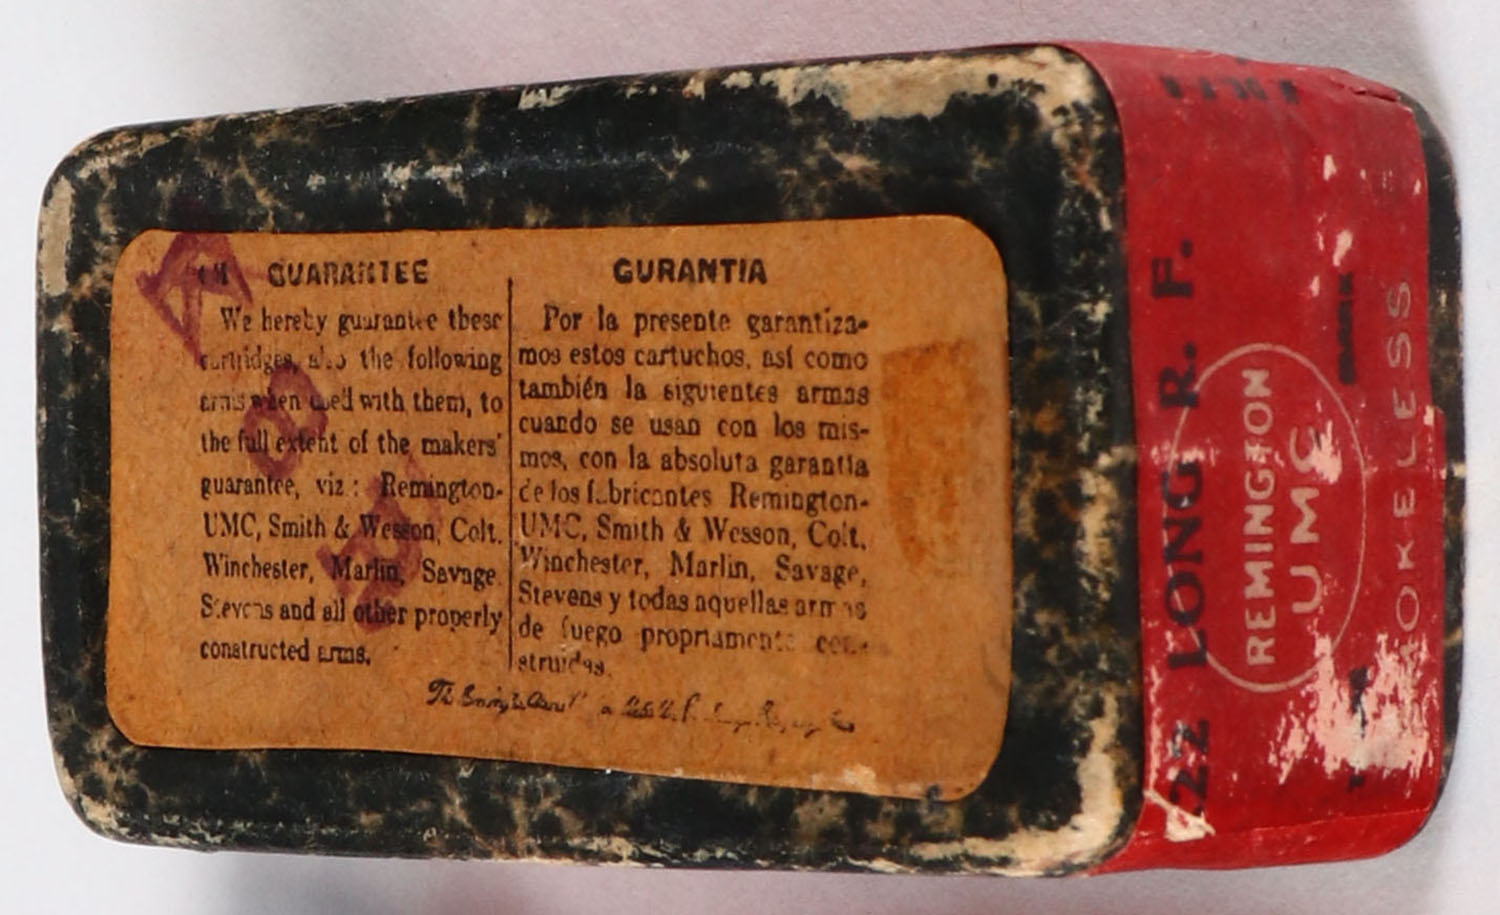 GUARANTEE
We hereby guarantee these
cartridges, also the following
arms when used with them, to
the full extent of the makers'
guarantee, viz.: Remington-
UMC, Smith & Wesson, Colt.
Winchester, Marlin, Savage.
Stevens and all other properly
constructed arms.
GURANTIA
Por la presente garantiza-
mos estos cartuchos, así como
también la siguientes armas
cuando se usan con los mis-
mos, con la absoluta garantia
de los fabricantes Remington-
UMC, Smith & Wesson, Colt,
Winchester, Marlin, Savage,
Stevens y todas aquellas armas
de fuego propriamente con-
struidas.
.22 LONG R. F.
REMINGTON
UMC
OKELESS